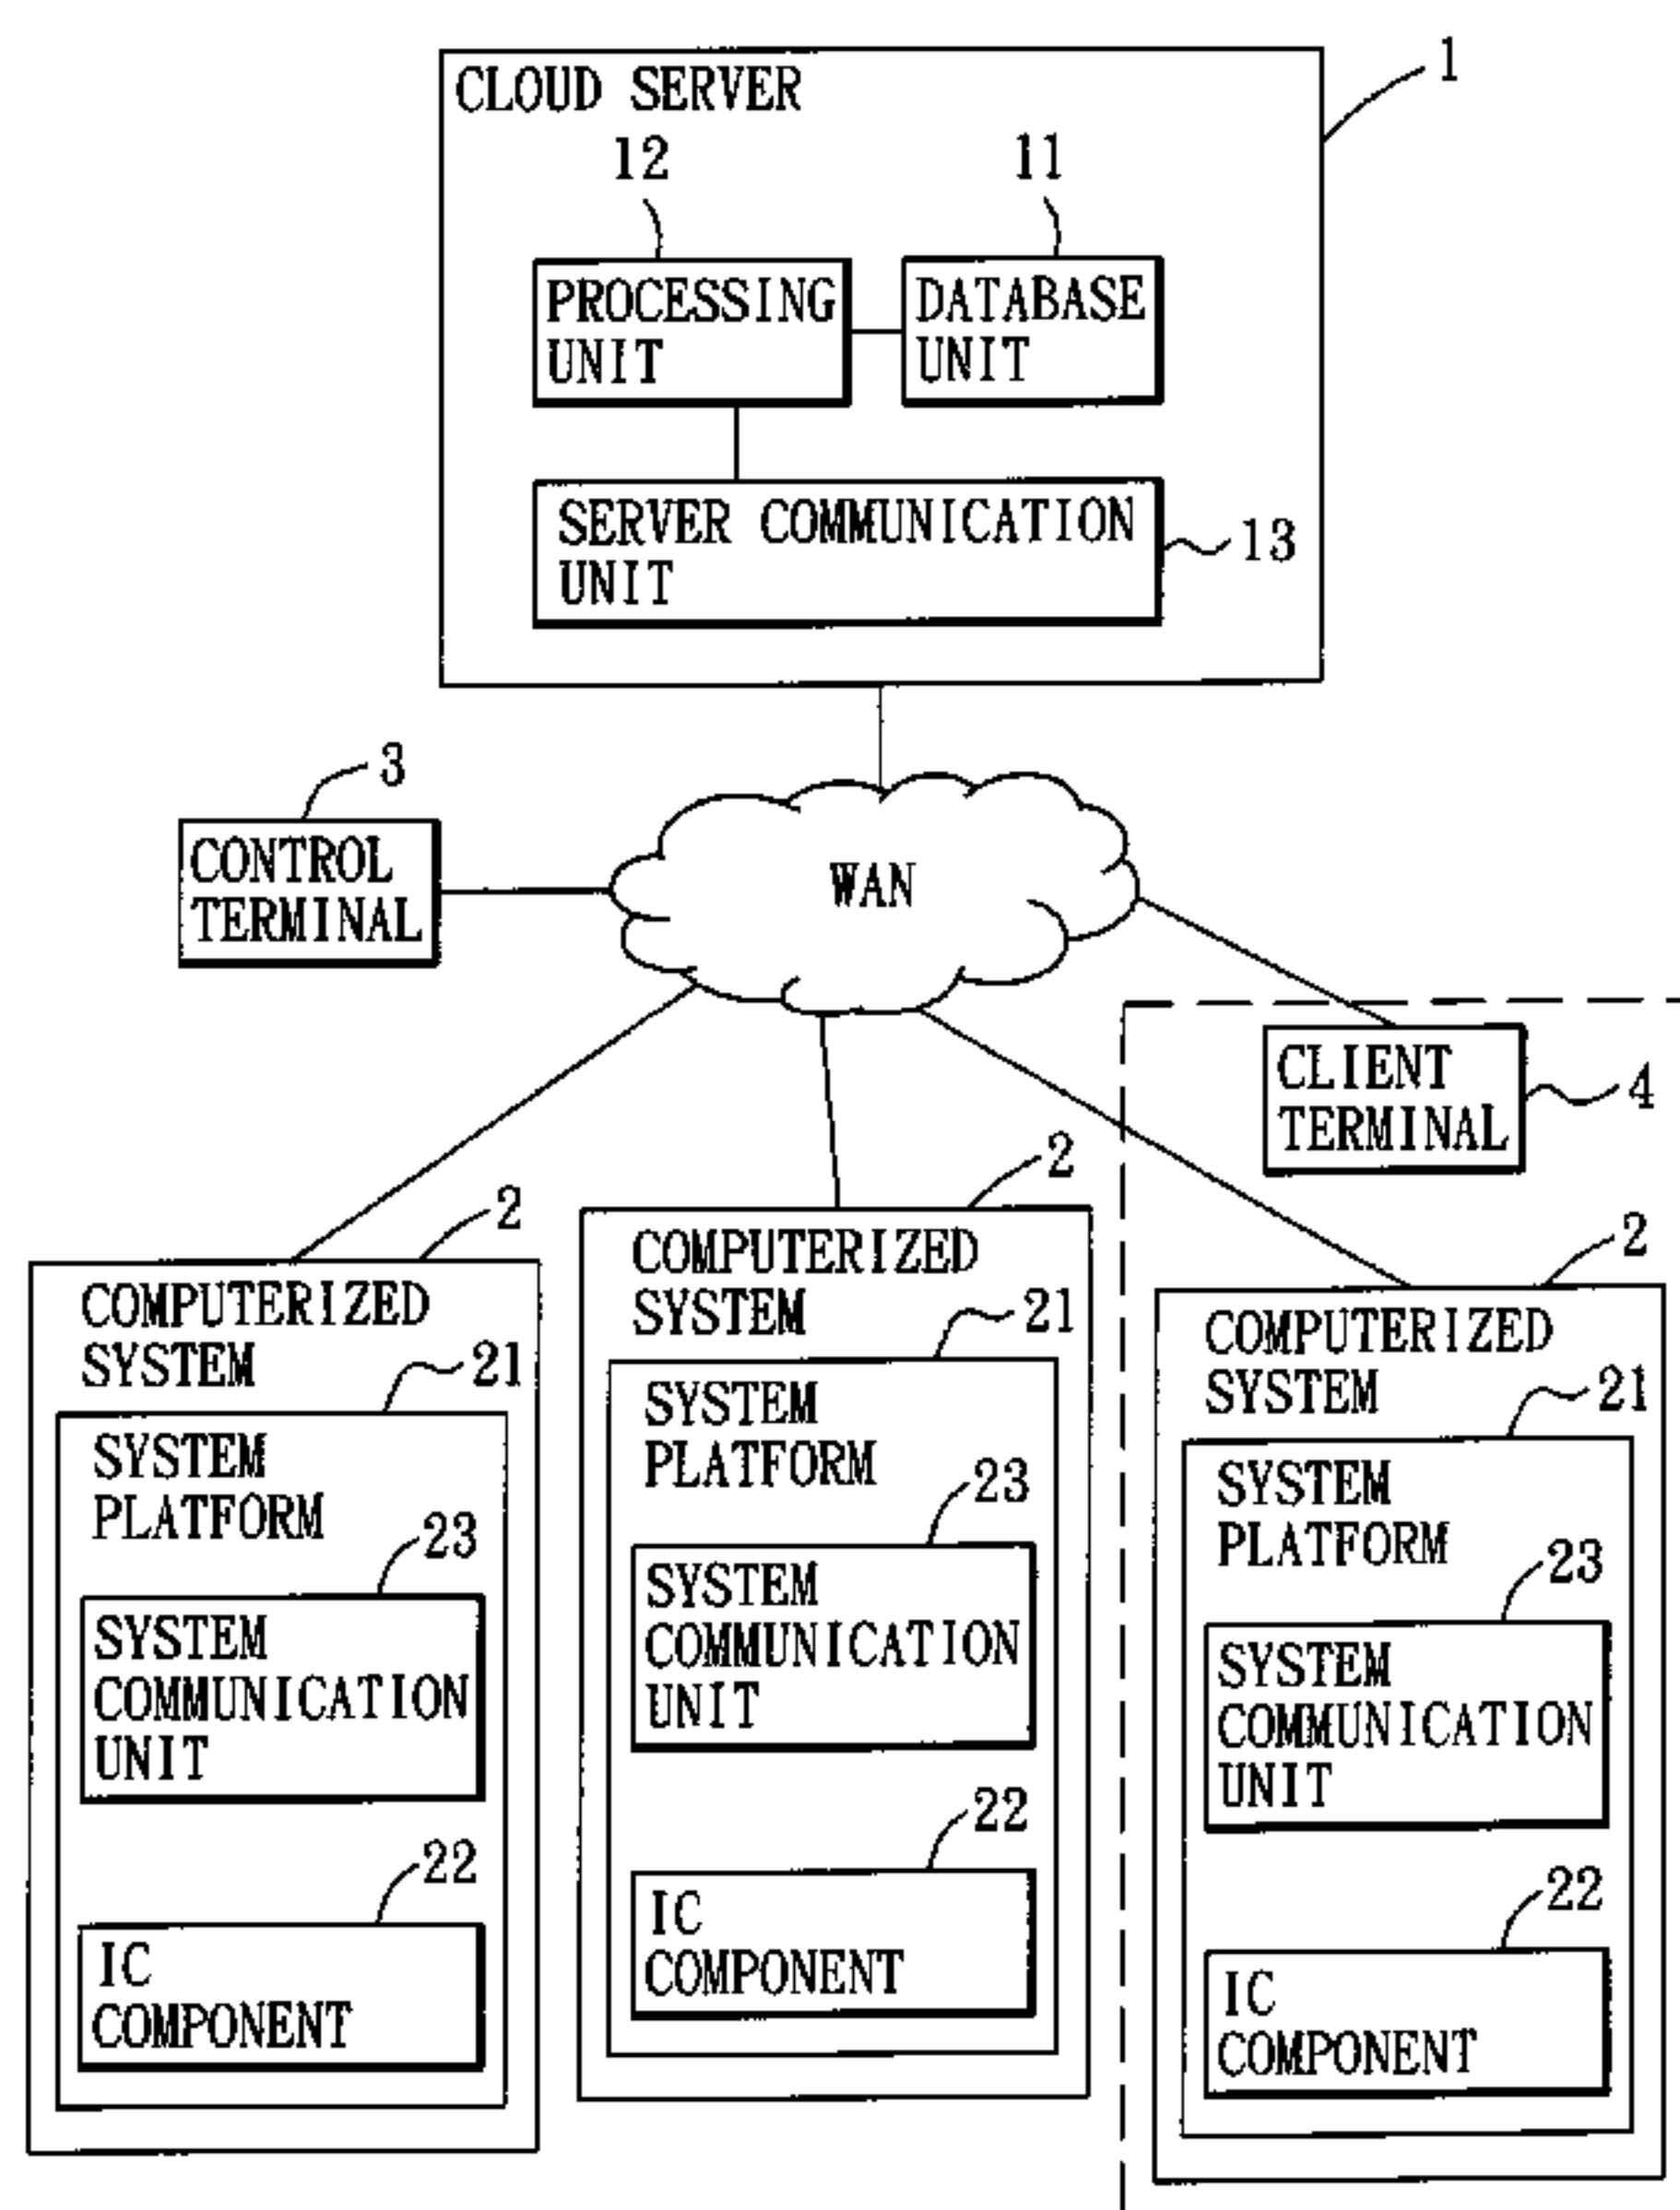 CLOUD SERVER
1
12
11
PROCESSING
UNIT
DATABASE
UNIT
SERVER COMMUNICATION
UNIT
13
3
CONTROL
TERMINAL
WAN
CLIENT
TERMINAL
4
2
COMPUTERIZED
SYSTEM
21
SYSTEM
PLATFORM
23
SYSTEM
COMMUNICATION
UNIT
22
IC
COMPONENT
2
COMPUTERIZED
SYSTEM
21
SYSTEM
PLATFORM
23
SYSTEM
COMMUNICATION
UNIT
22
IC
COMPONENT
2
COMPUTERIZED
SYSTEM
21
SYSTEM
PLATFORM
23
SYSTEM
COMMUNICATION
UNIT
22
IC
COMPONENT